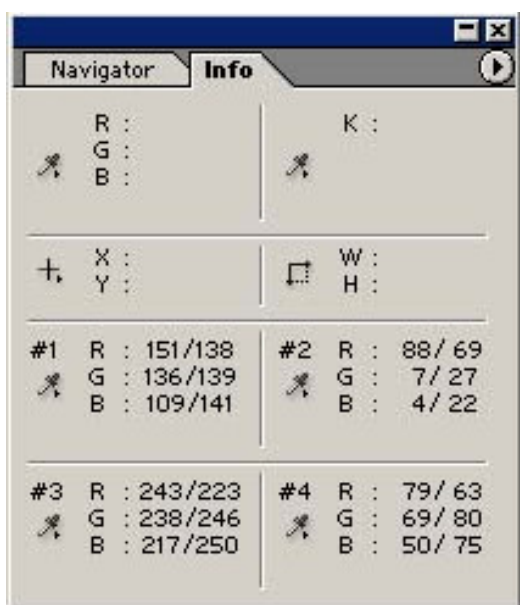 Navigator Info
R :
G :
B :
K :
X :
Y :
W :
H :
#1 R : 151/138
G : 136/139
B : 109/141
#2 R : 88/ 69
G : 7/ 27
B : 4/ 22
#3 R : 243/223
G : 238/246
B : 217/250
#4 R : 79/ 63
G : 69/ 80
B : 50/ 75